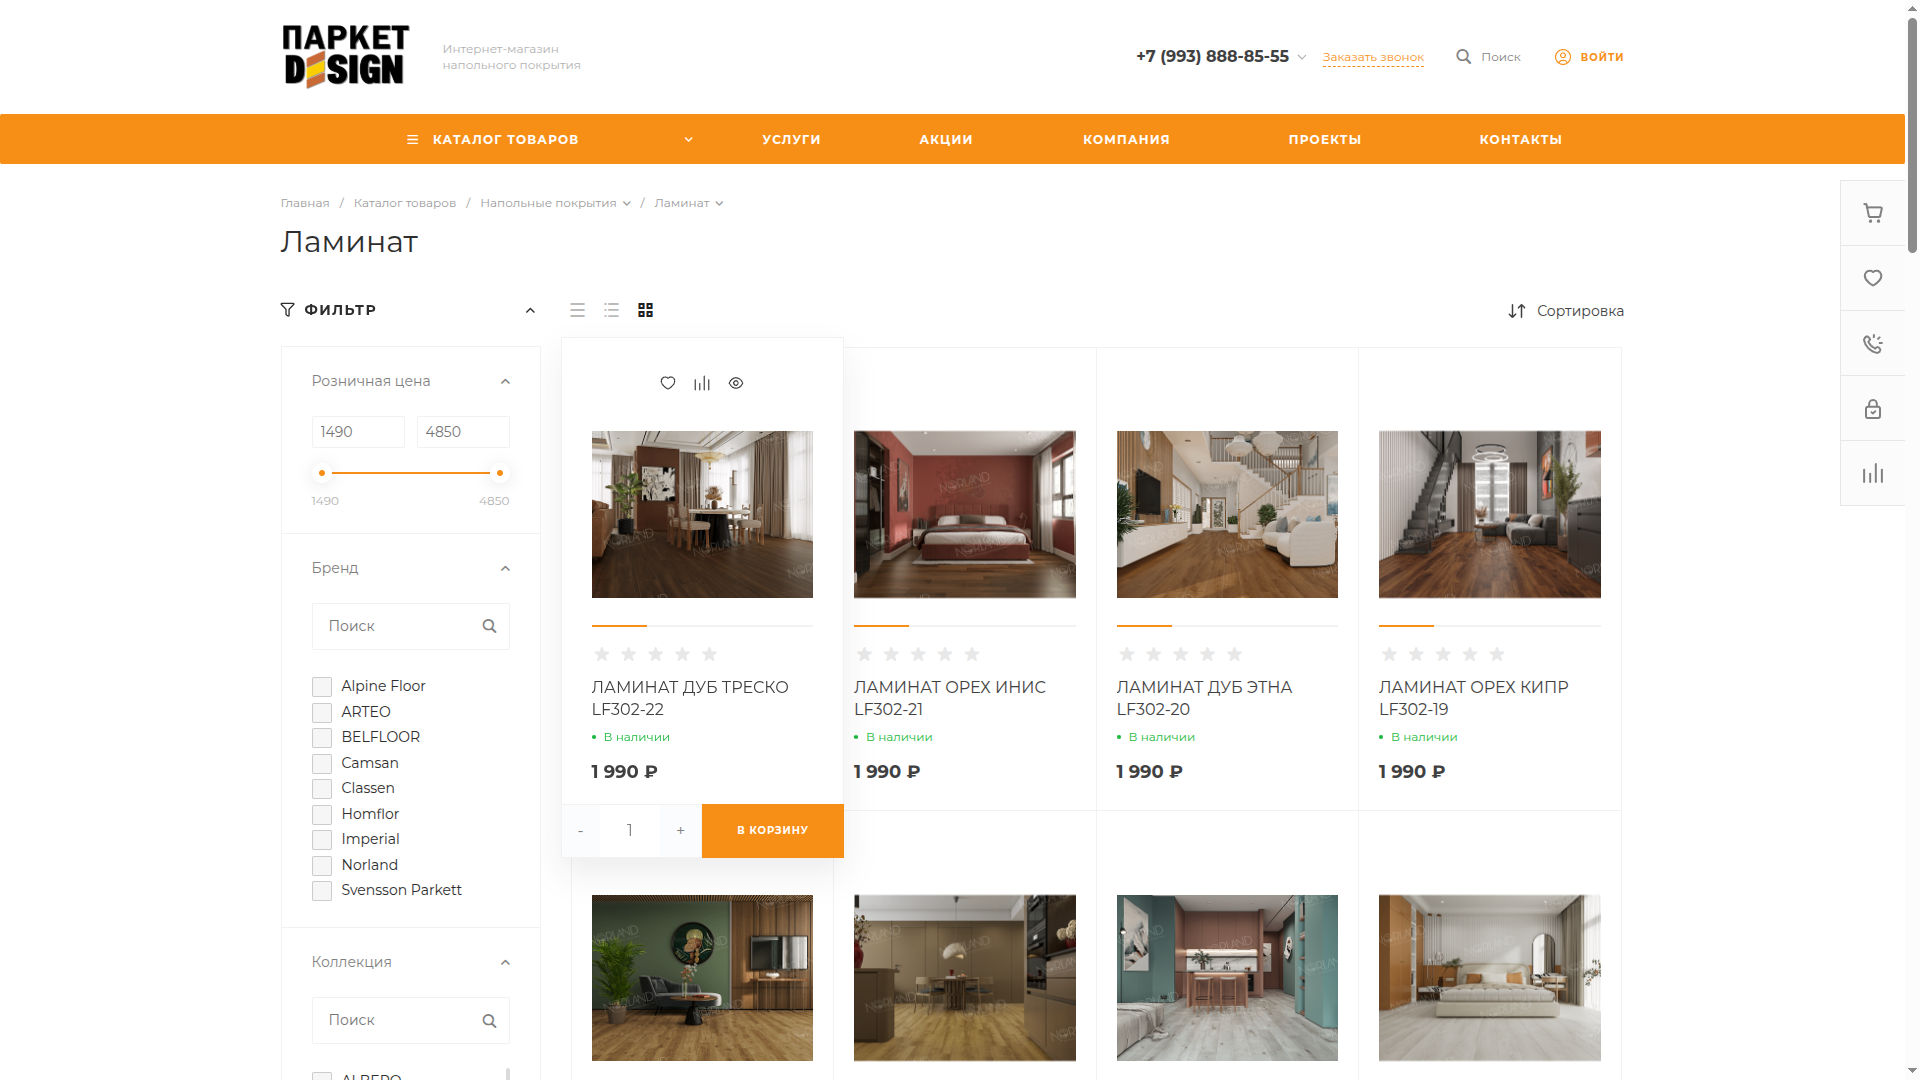 ПАРКЕТ
DESIGN
Интернет-магазин
напольного покрытия
+7 (993) 888-85-55
Заказать звонок
Поиск
ВОЙТИ
КАТАЛОГ ТОВАРОВ
УСЛУГИ
АКЦИИ
КОМПАНИЯ
ПРОЕКТЫ
КОНТАКТЫ
Главная / Каталог товаров / Напольные покрытия / Ламинат
Ламинат
ФИЛЬТР
Сортировка
Розничная цена
1490
4850
1490
4850
Бренд
Поиск
Alpine Floor
ARTEO
BELFLOOR
Camsan
Classen
Homflor
Imperial
Norland
Svensson Parkett
Коллекция
Поиск
ALBERO
ЛАМИНАТ ДУБ ТРЕСКО
LF302-22
В наличии
1 990 ₽
-
1
+
В КОРЗИНУ
ЛАМИНАТ ОРЕХ ИНИС
LF302-21
В наличии
1 990 ₽
ЛАМИНАТ ДУБ ЭТНА
LF302-20
В наличии
1 990 ₽
ЛАМИНАТ ОРЕХ КИПР
LF302-19
В наличии
1 990 ₽